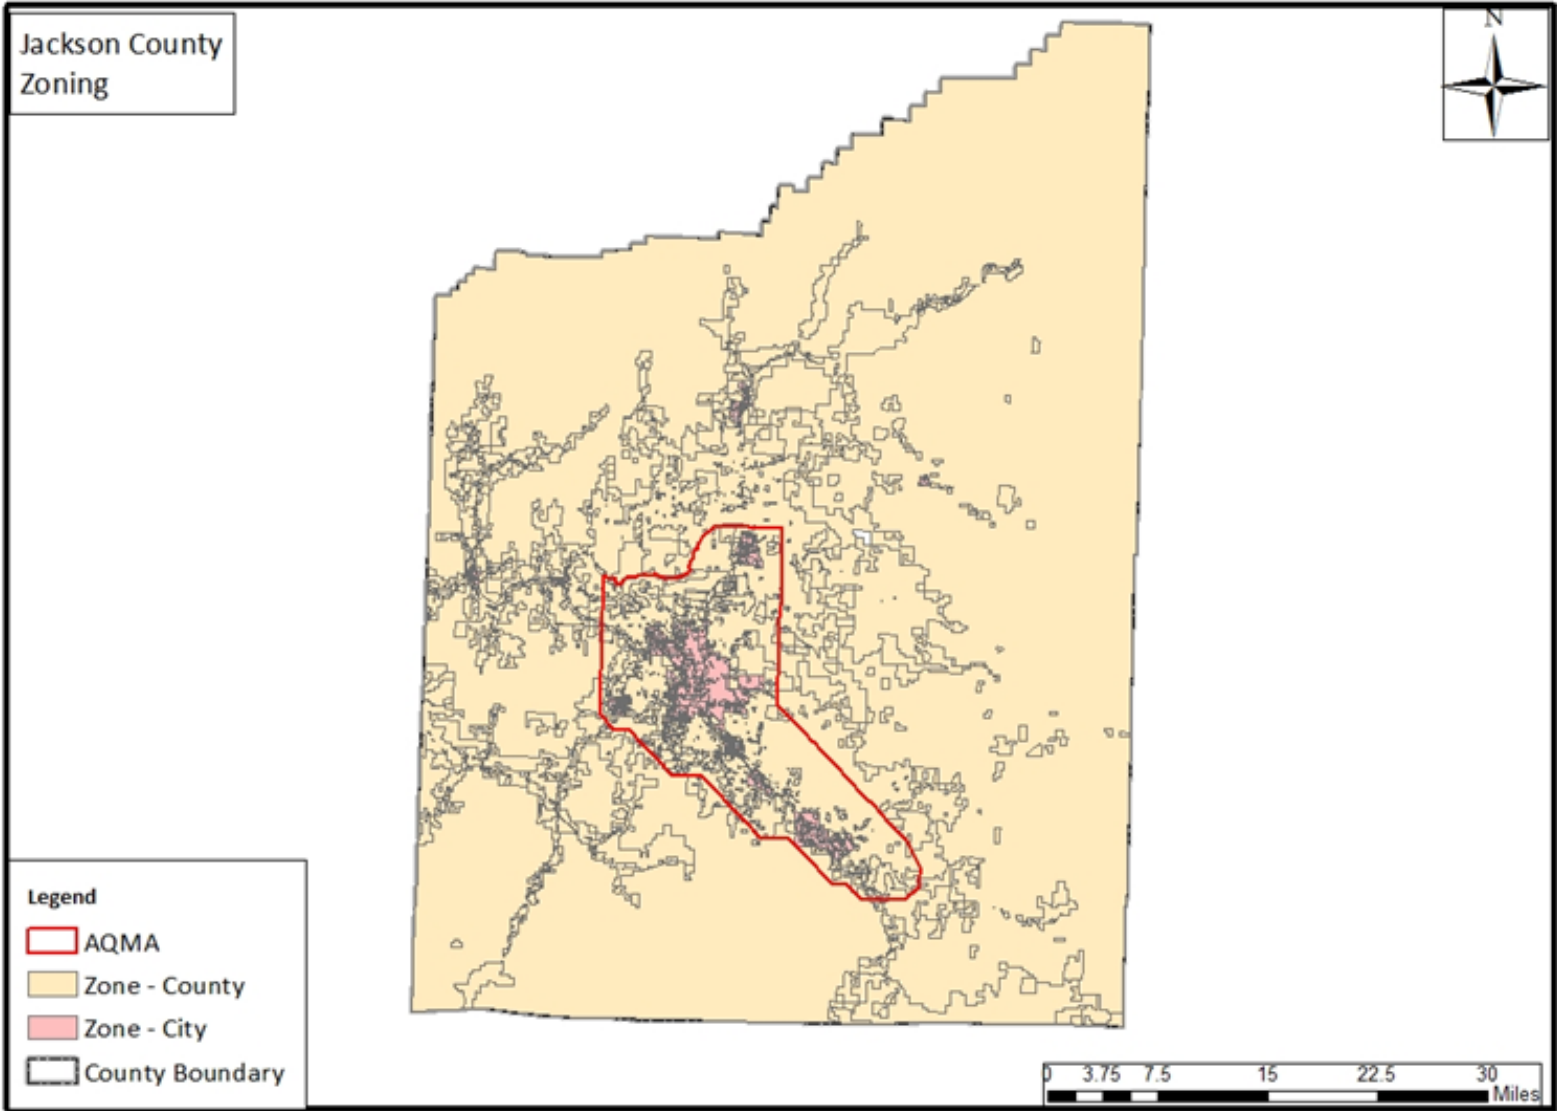 Jackson County
Zoning
N
Legend
AQMA
Zone - County
Zone - City
County Boundary
0 3.75 7.5 15 22.5 30
Miles